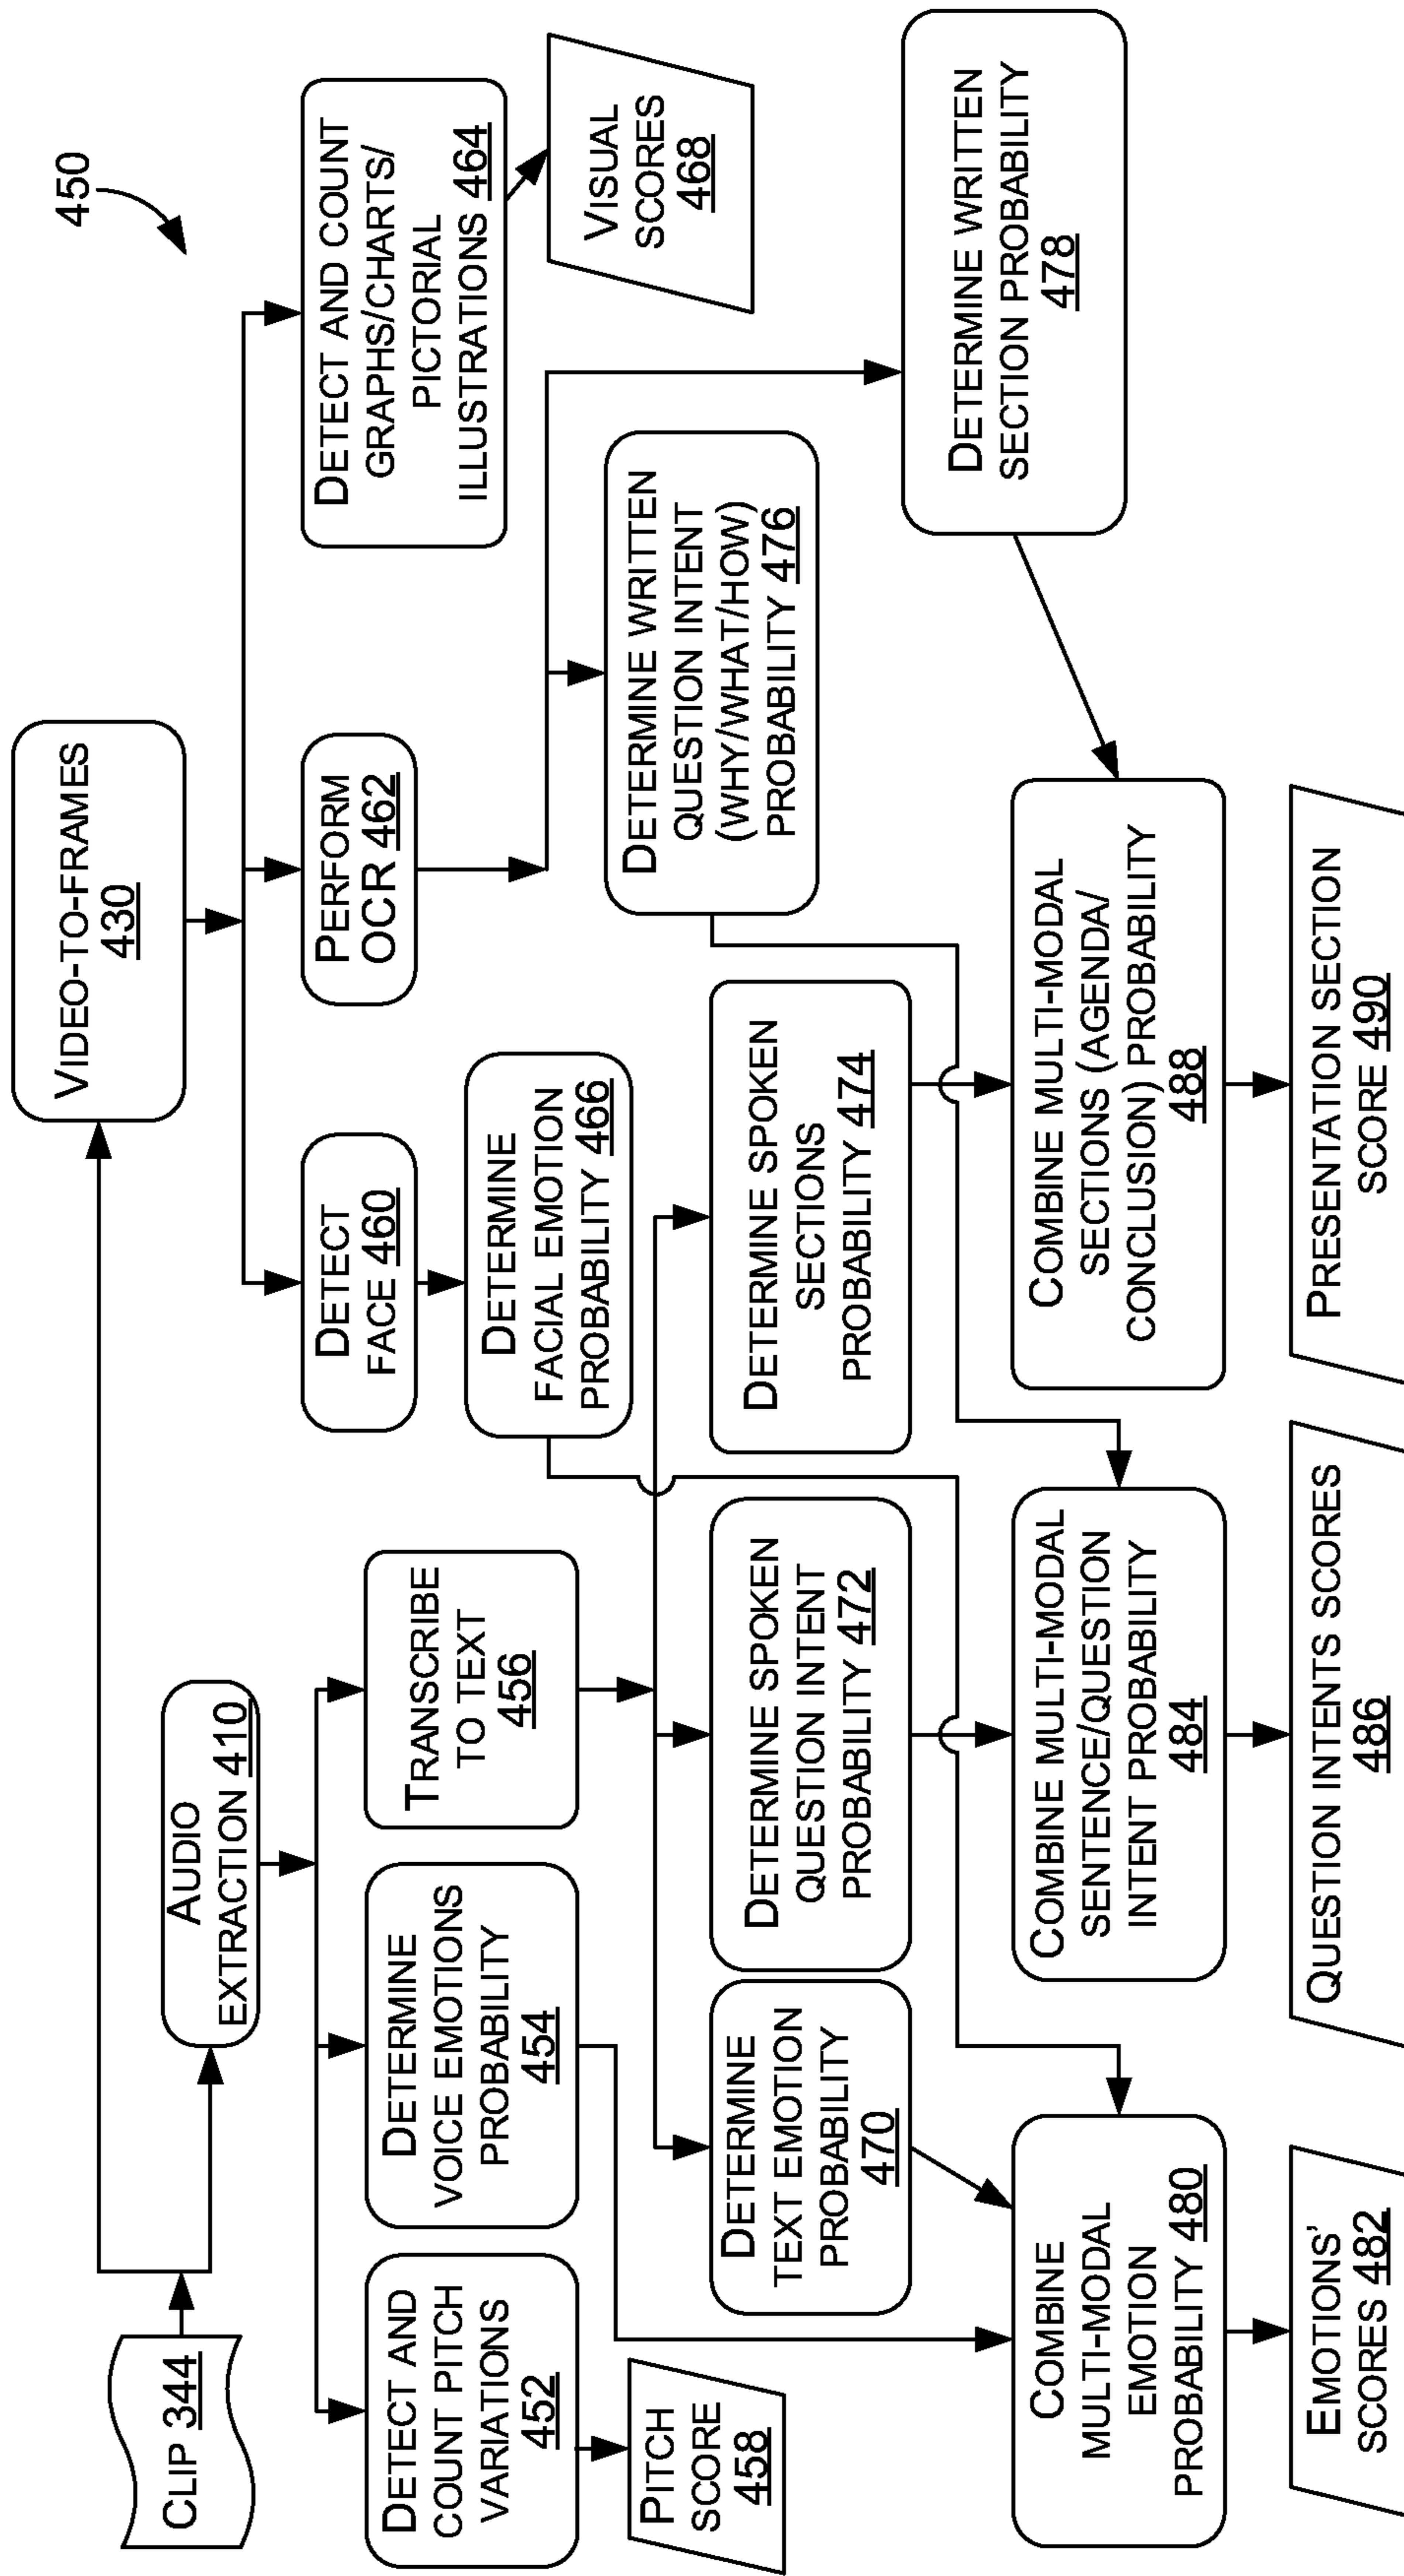 450
CLIP 344
AUDIO
EXTRACTION 410
VIDEO-TO-FRAMES
430
DETECT AND
COUNT PITCH
VARIATIONS
452
DETERMINE
VOICE EMOTIONS
PROBABILITY
454
TRANSCRIBE
TO TEXT
456
DETECT
FACE 460
PERFORM
OCR 462
DETECT AND COUNT
GRAPHS/CHARTS/
PICTORIAL
ILLUSTRATIONS 464
PITCH
SCORE
458
DETERMINE
FACIAL EMOTION
PROBABILITY 466
VISUAL
SCORES
468
DETERMINE
TEXT EMOTION
PROBABILITY
470
DETERMINE SPOKEN
QUESTION INTENT
PROBABILITY 472
DETERMINE SPOKEN
SECTIONS
PROBABILITY 474
DETERMINE WRITTEN
QUESTION INTENT
(WHY/WHAT/HOW)
PROBABILITY 476
DETERMINE WRITTEN
SECTION PROBABILITY
478
COMBINE
MULTI-MODAL
EMOTION
PROBABILITY 480
COMBINE MULTI-MODAL
SENTENCE/QUESTION
INTENT PROBABILITY
484
COMBINE MULTI-MODAL
SECTIONS (AGENDA/
CONCLUSION) PROBABILITY
488
EMOTIONS'
SCORES 482
QUESTION INTENTS SCORES
486
PRESENTATION SECTION
SCORE 490